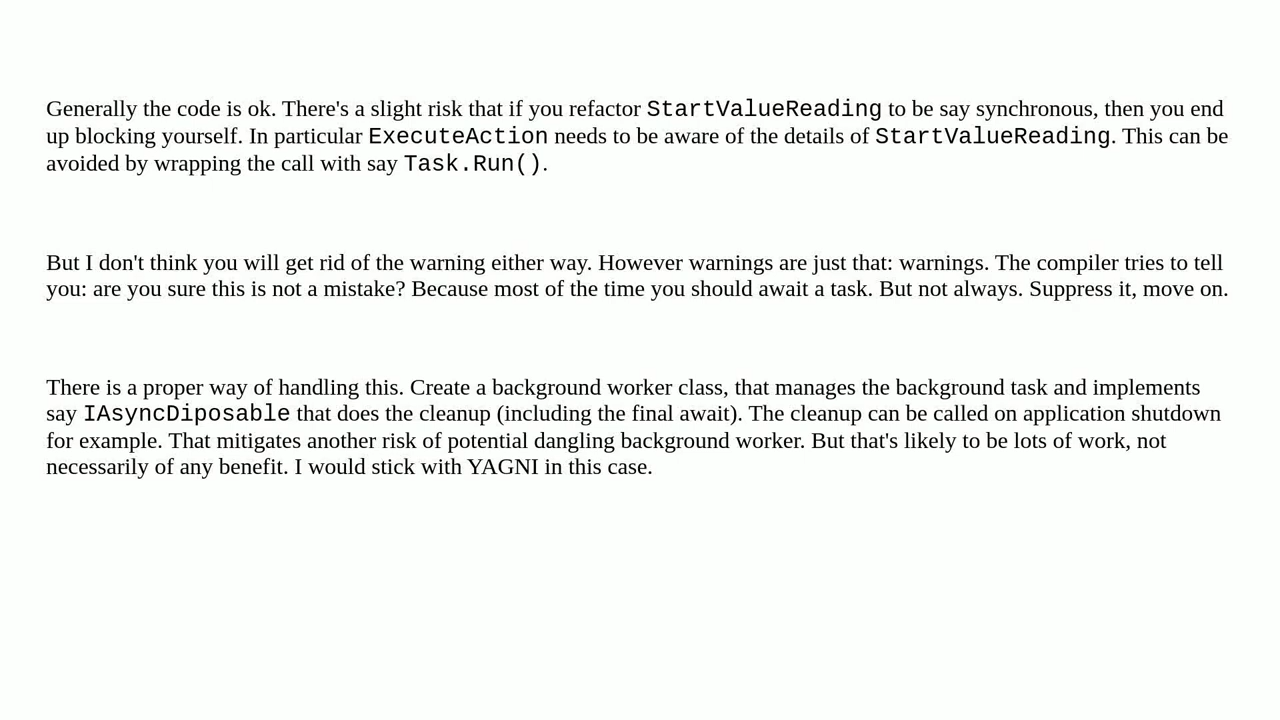 Generally the code is ok. There's a slight risk that if you refactor StartValueReading to be say synchronous, then you end
up blocking yourself. In particular ExecuteAction needs to be aware of the details of StartValueReading. This can be
avoided by wrapping the call with say Task.Run().
But I don't think you will get rid of the warning either way. However warnings are just that: warnings. The compiler tries to tell
you: are you sure this is not a mistake? Because most of the time you should await a task. But not always. Suppress it, move on.
There is a proper way of handling this. Create a background worker class, that manages the background task and implements
say IAsyncDiposable that does the cleanup (including the final await). The cleanup can be called on application shutdown
for example. That mitigates another risk of potential dangling background worker. But that's likely to be lots of work, not
necessarily of any benefit. I would stick with YAGNI in this case.